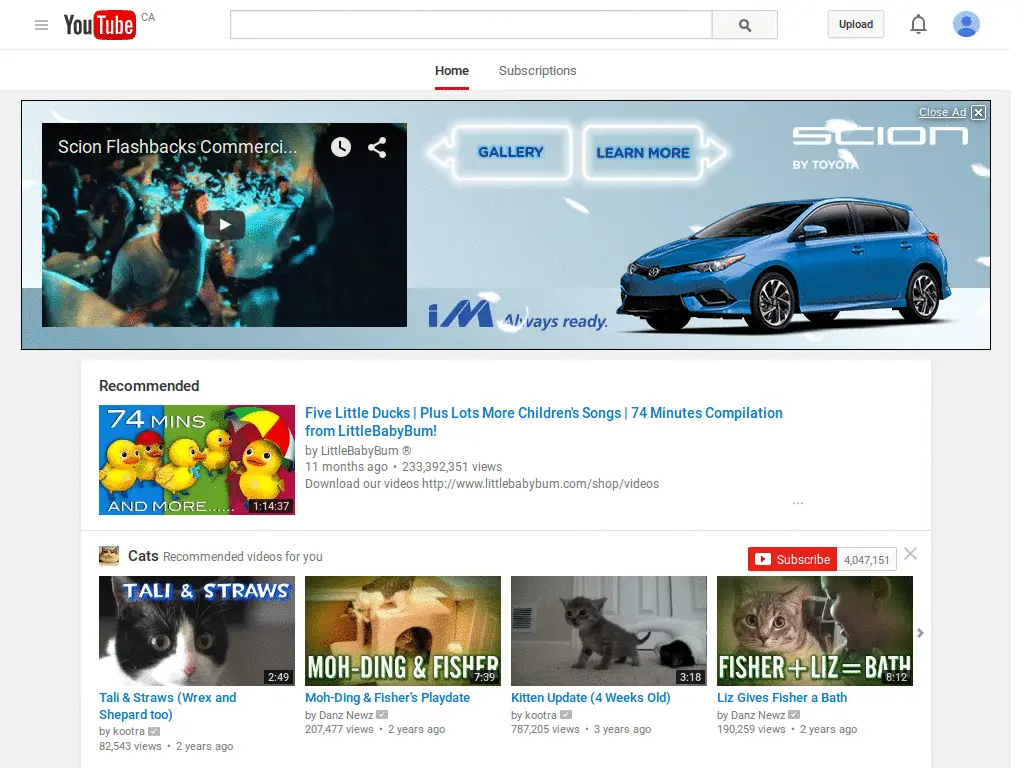 YouTube CA
Upload
Home Subscriptions
Close Ad
Scion Flashbacks Commerci...
GALLERY
LEARN MORE
SCION
BY TOYOTA
iM Always ready.
Recommended
74 MINS
AND MORE......
1:14:37
Five Little Ducks | Plus Lots More Children's Songs | 74 Minutes Compilation
from LittleBabyBum!
by LittleBabyBum ®
11 months ago • 233,392,351 views
Download our videos http://www.littlebabybum.com/shop/videos
...
Cats Recommended videos for you
Subscribe 4,047,151
TALI & STRAWS
2:49
Tali & Straws (Wrex and
Shepard too)
by kootra
82,543 views • 2 years ago
MOH-DING & FISHER
7:39
Moh-Ding & Fisher's Playdate
by Danz Newz
207,477 views • 2 years ago
3:18
Kitten Update (4 Weeks Old)
by kootra
787,205 views • 3 years ago
FISHER+LIZ=BATH
8:12
Liz Gives Fisher a Bath
by Danz Newz
190,259 views • 2 years ago